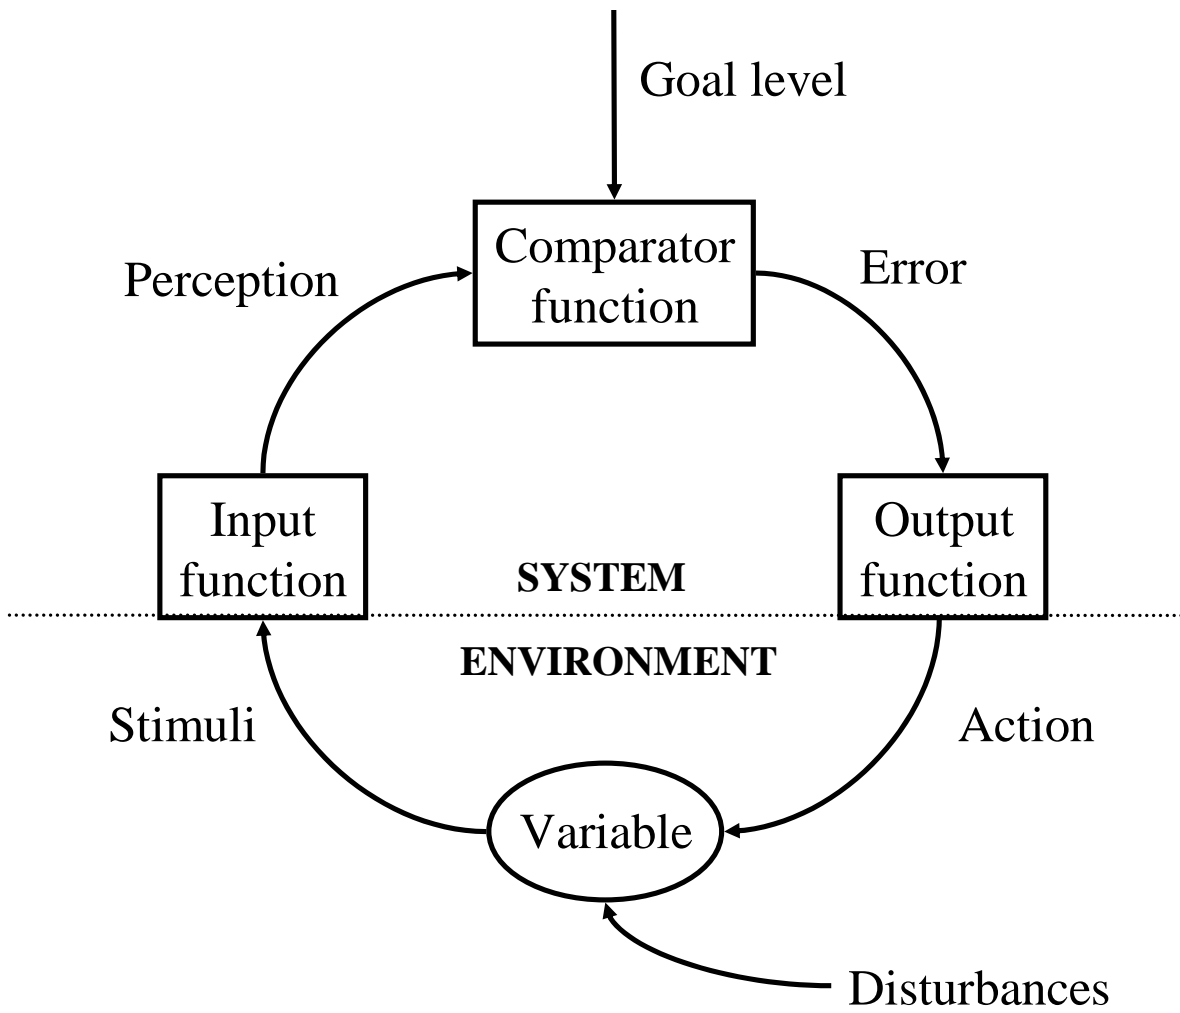 Goal level
Comparator
function
Perception
Error
Input
function
Output
function
SYSTEM
ENVIRONMENT
Stimuli
Action
Variable
Disturbances